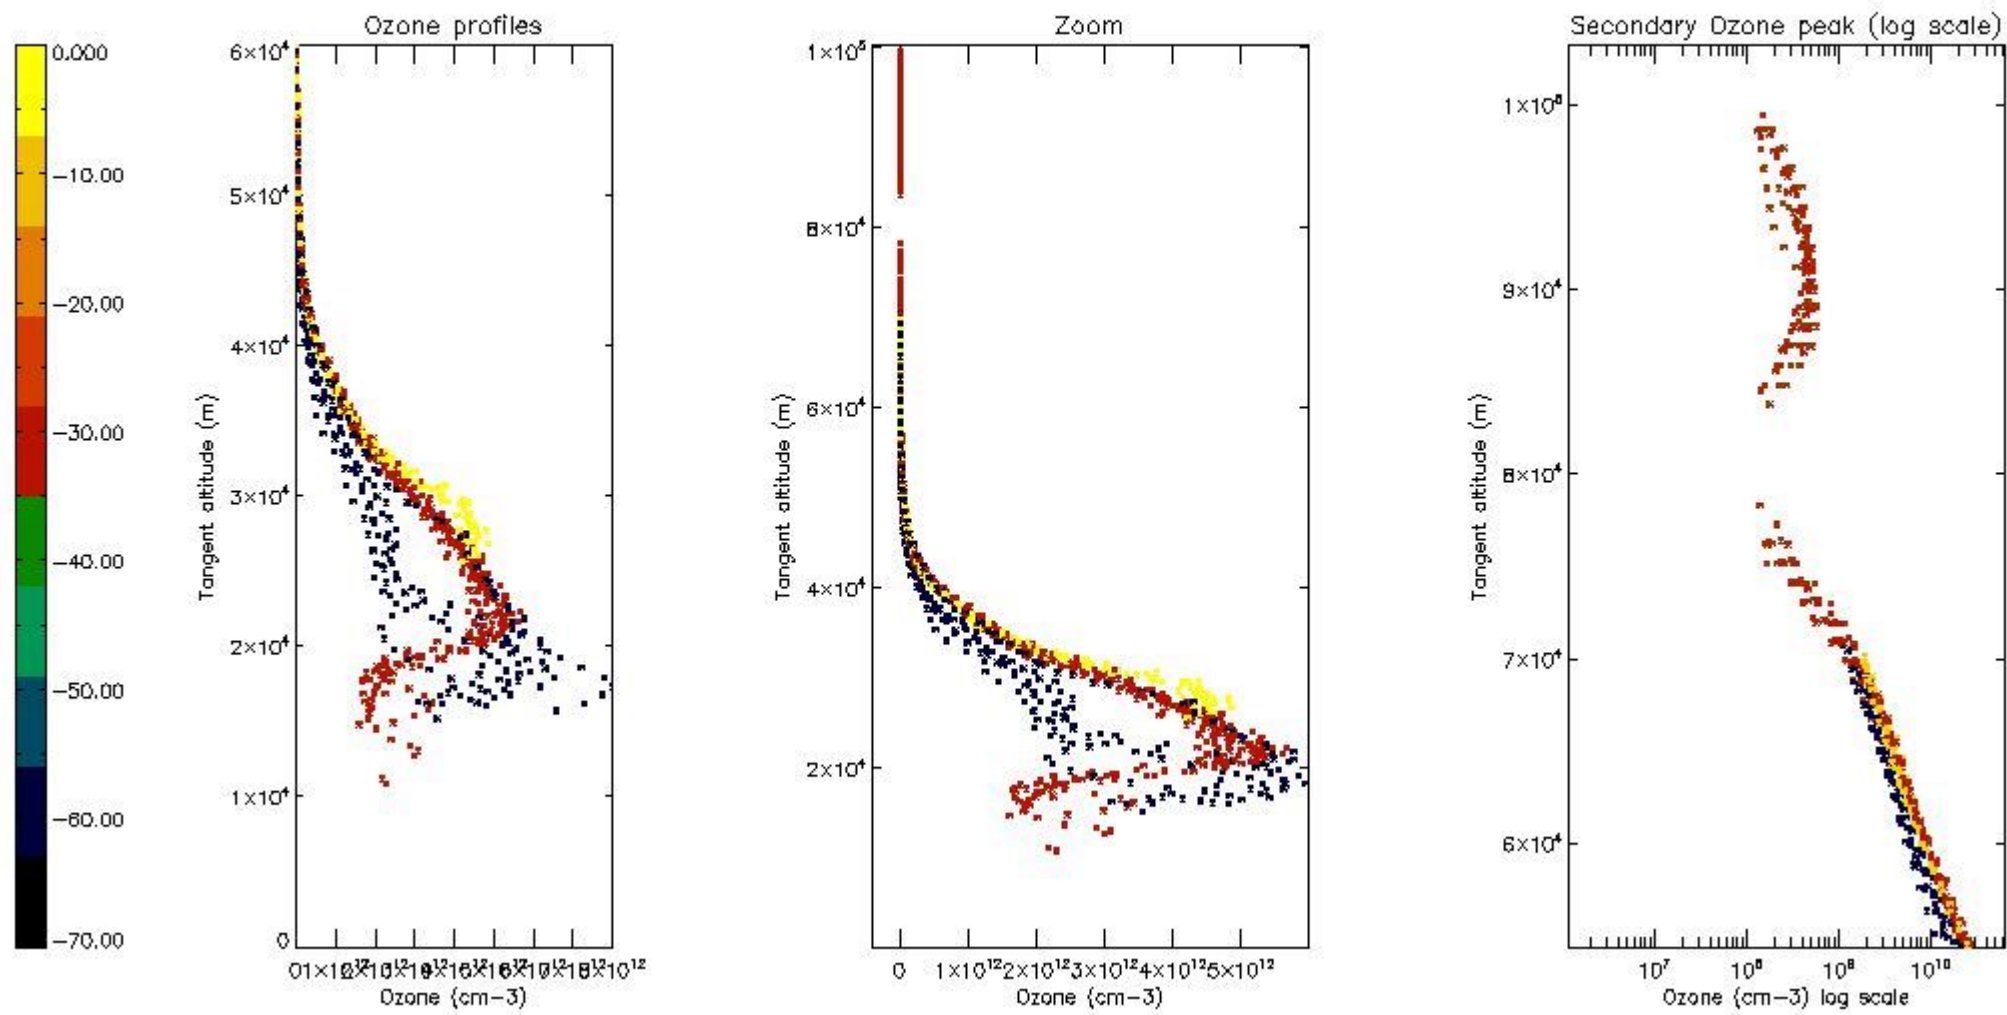 Ozone profiles
Zoom
Secondary Ozone peak (log scale)
0.000
-10.00
-20.00
-30.00
-40.00
-50.00
-60.00
-70.00
6×10⁴
5×10⁴
4×10⁴
3×10⁴
2×10⁴
1×10⁴
0
Tangent altitude (m)
Ozone (cm-3)
1×10⁵
8×10⁴
6×10⁴
4×10⁴
2×10⁴
Tangent altitude (m)
0 1×10¹² 2×10¹² 3×10¹² 4×10¹² 5×10¹²
Ozone (cm-3)
9×10⁴
8×10⁴
7×10⁴
6×10⁴
Tangent altitude (m)
10⁷ 10⁸ 10⁹ 10¹⁰
Ozone (cm-3) log scale